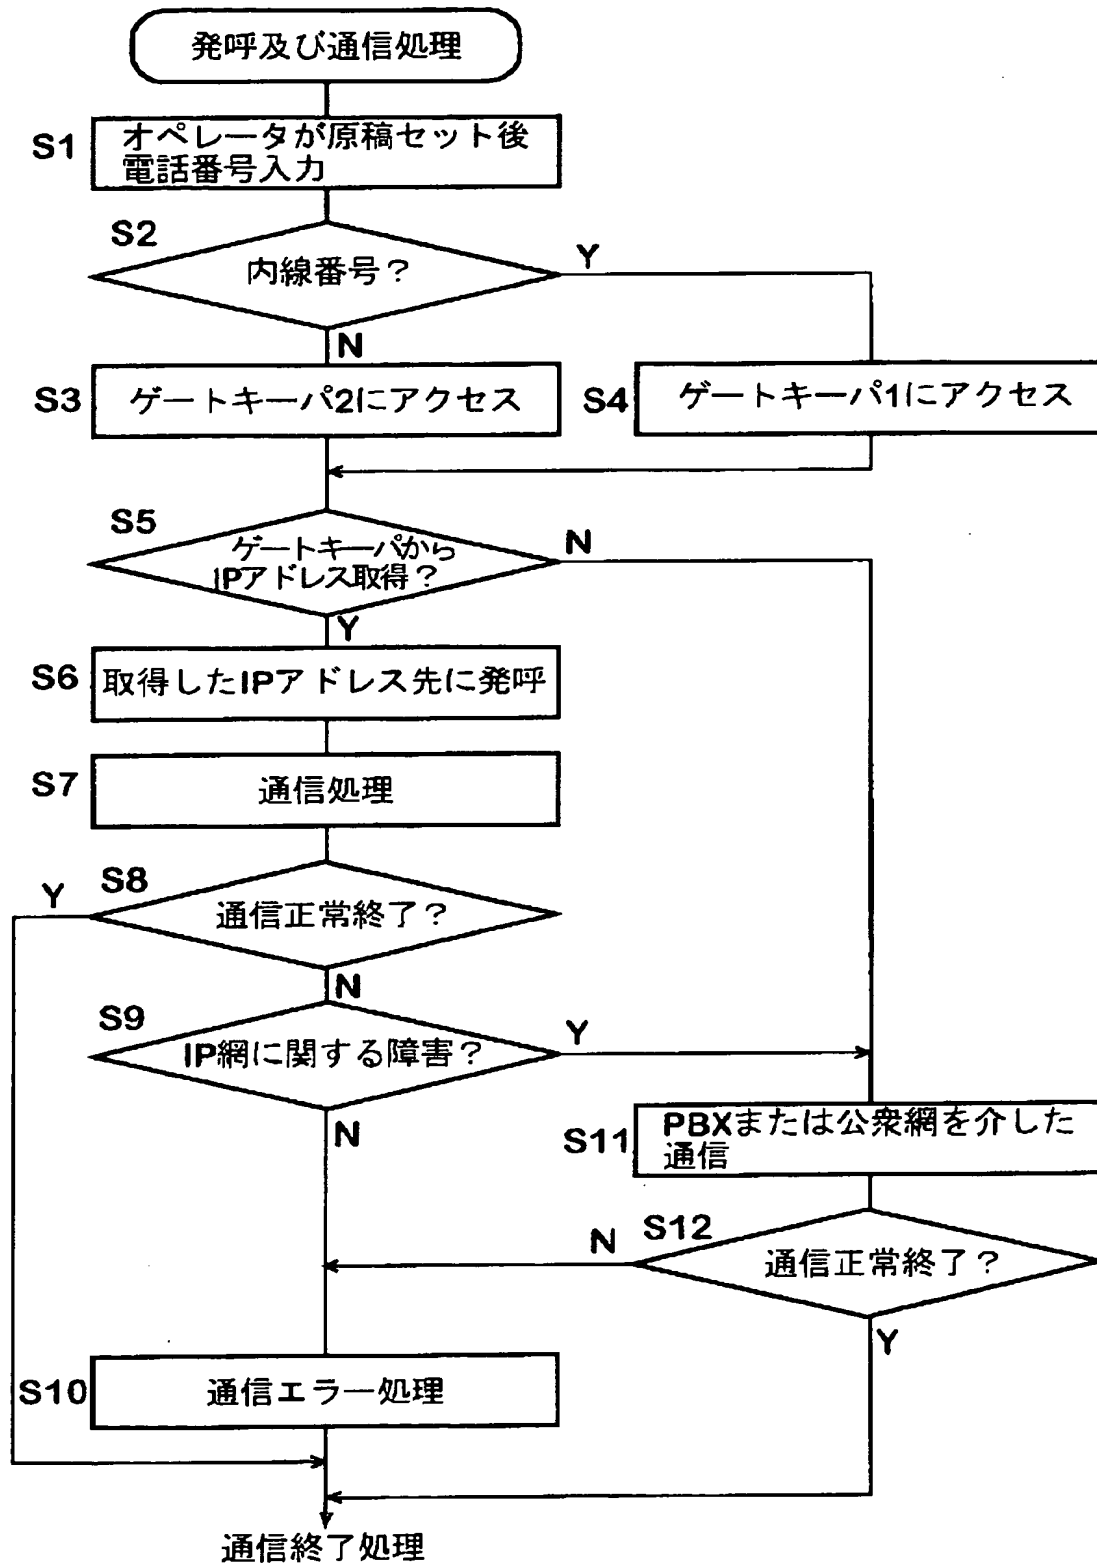 発呼及び通信処理
S1
オペレータが原稿セット後
電話番号入力
S2
内線番号？
Y
N
S3
ゲートキーパ2にアクセス
S4
ゲートキーパ1にアクセス
S5
ゲートキーパから
IPアドレス取得？
N
Y
S6
取得したIPアドレス先に発呼
S7
通信処理
S8
Y
通信正常終了？
N
S9
IP網に関する障害？
Y
N
S11
PBXまたは公衆網を介した
通信
S12
N
通信正常終了？
Y
S10
通信エラー処理
通信終了処理